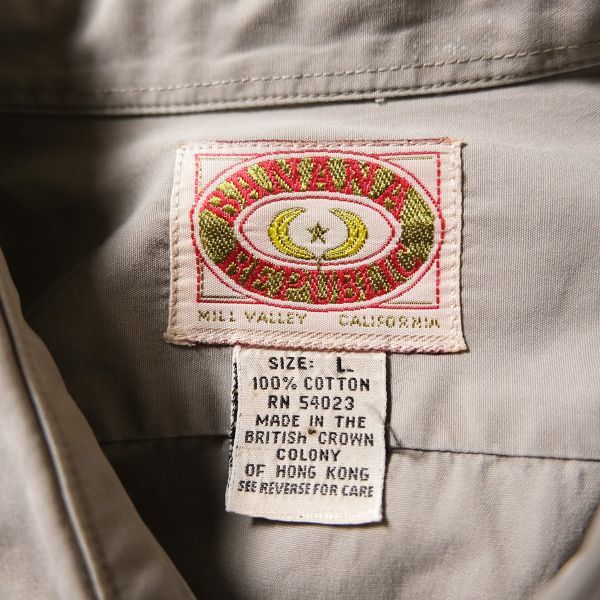 BANANA
REPUBLIC
MILL VALLEY CALIFORNIA
SIZE: L
100% COTTON
RN 54023
MADE IN THE
BRITISH CROWN
COLONY
OF HONG KONG
SEE REVERSE FOR CARE